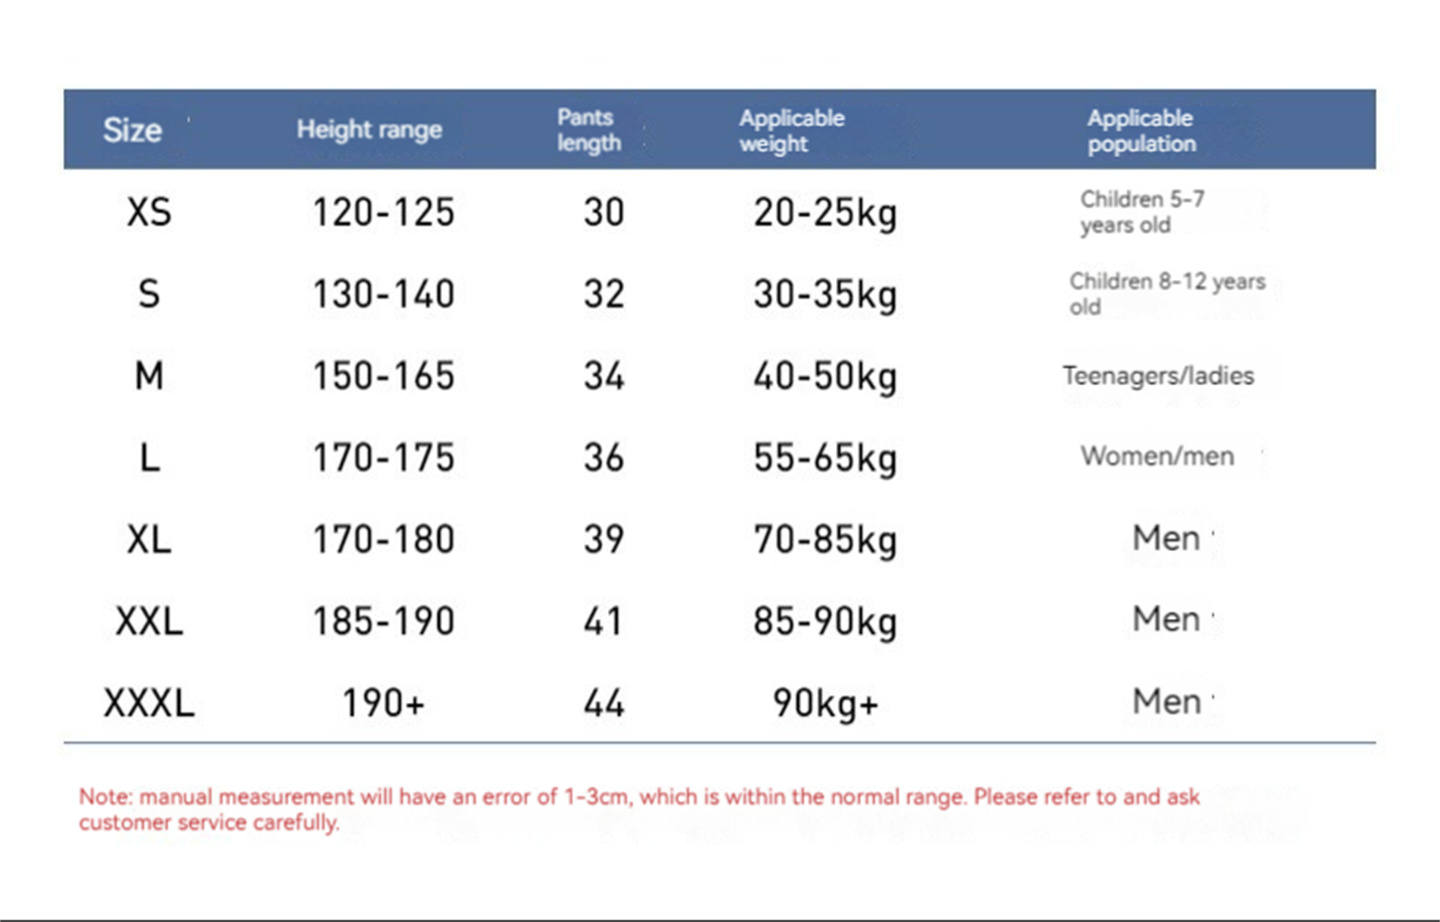 Size Height range Pants length Applicable weight Applicable population
XS 120-125 30 20-25kg Children 5-7 years old
S 130-140 32 30-35kg Children 8-12 years old
M 150-165 34 40-50kg Teenagers/ladies
L 170-175 36 55-65kg Women/men
XL 170-180 39 70-85kg Men
XXL 185-190 41 85-90kg Men
XXXL 190+ 44 90kg+ Men
Note: manual measurement will have an error of 1-3cm, which is within the normal range. Please refer to and ask
customer service carefully.